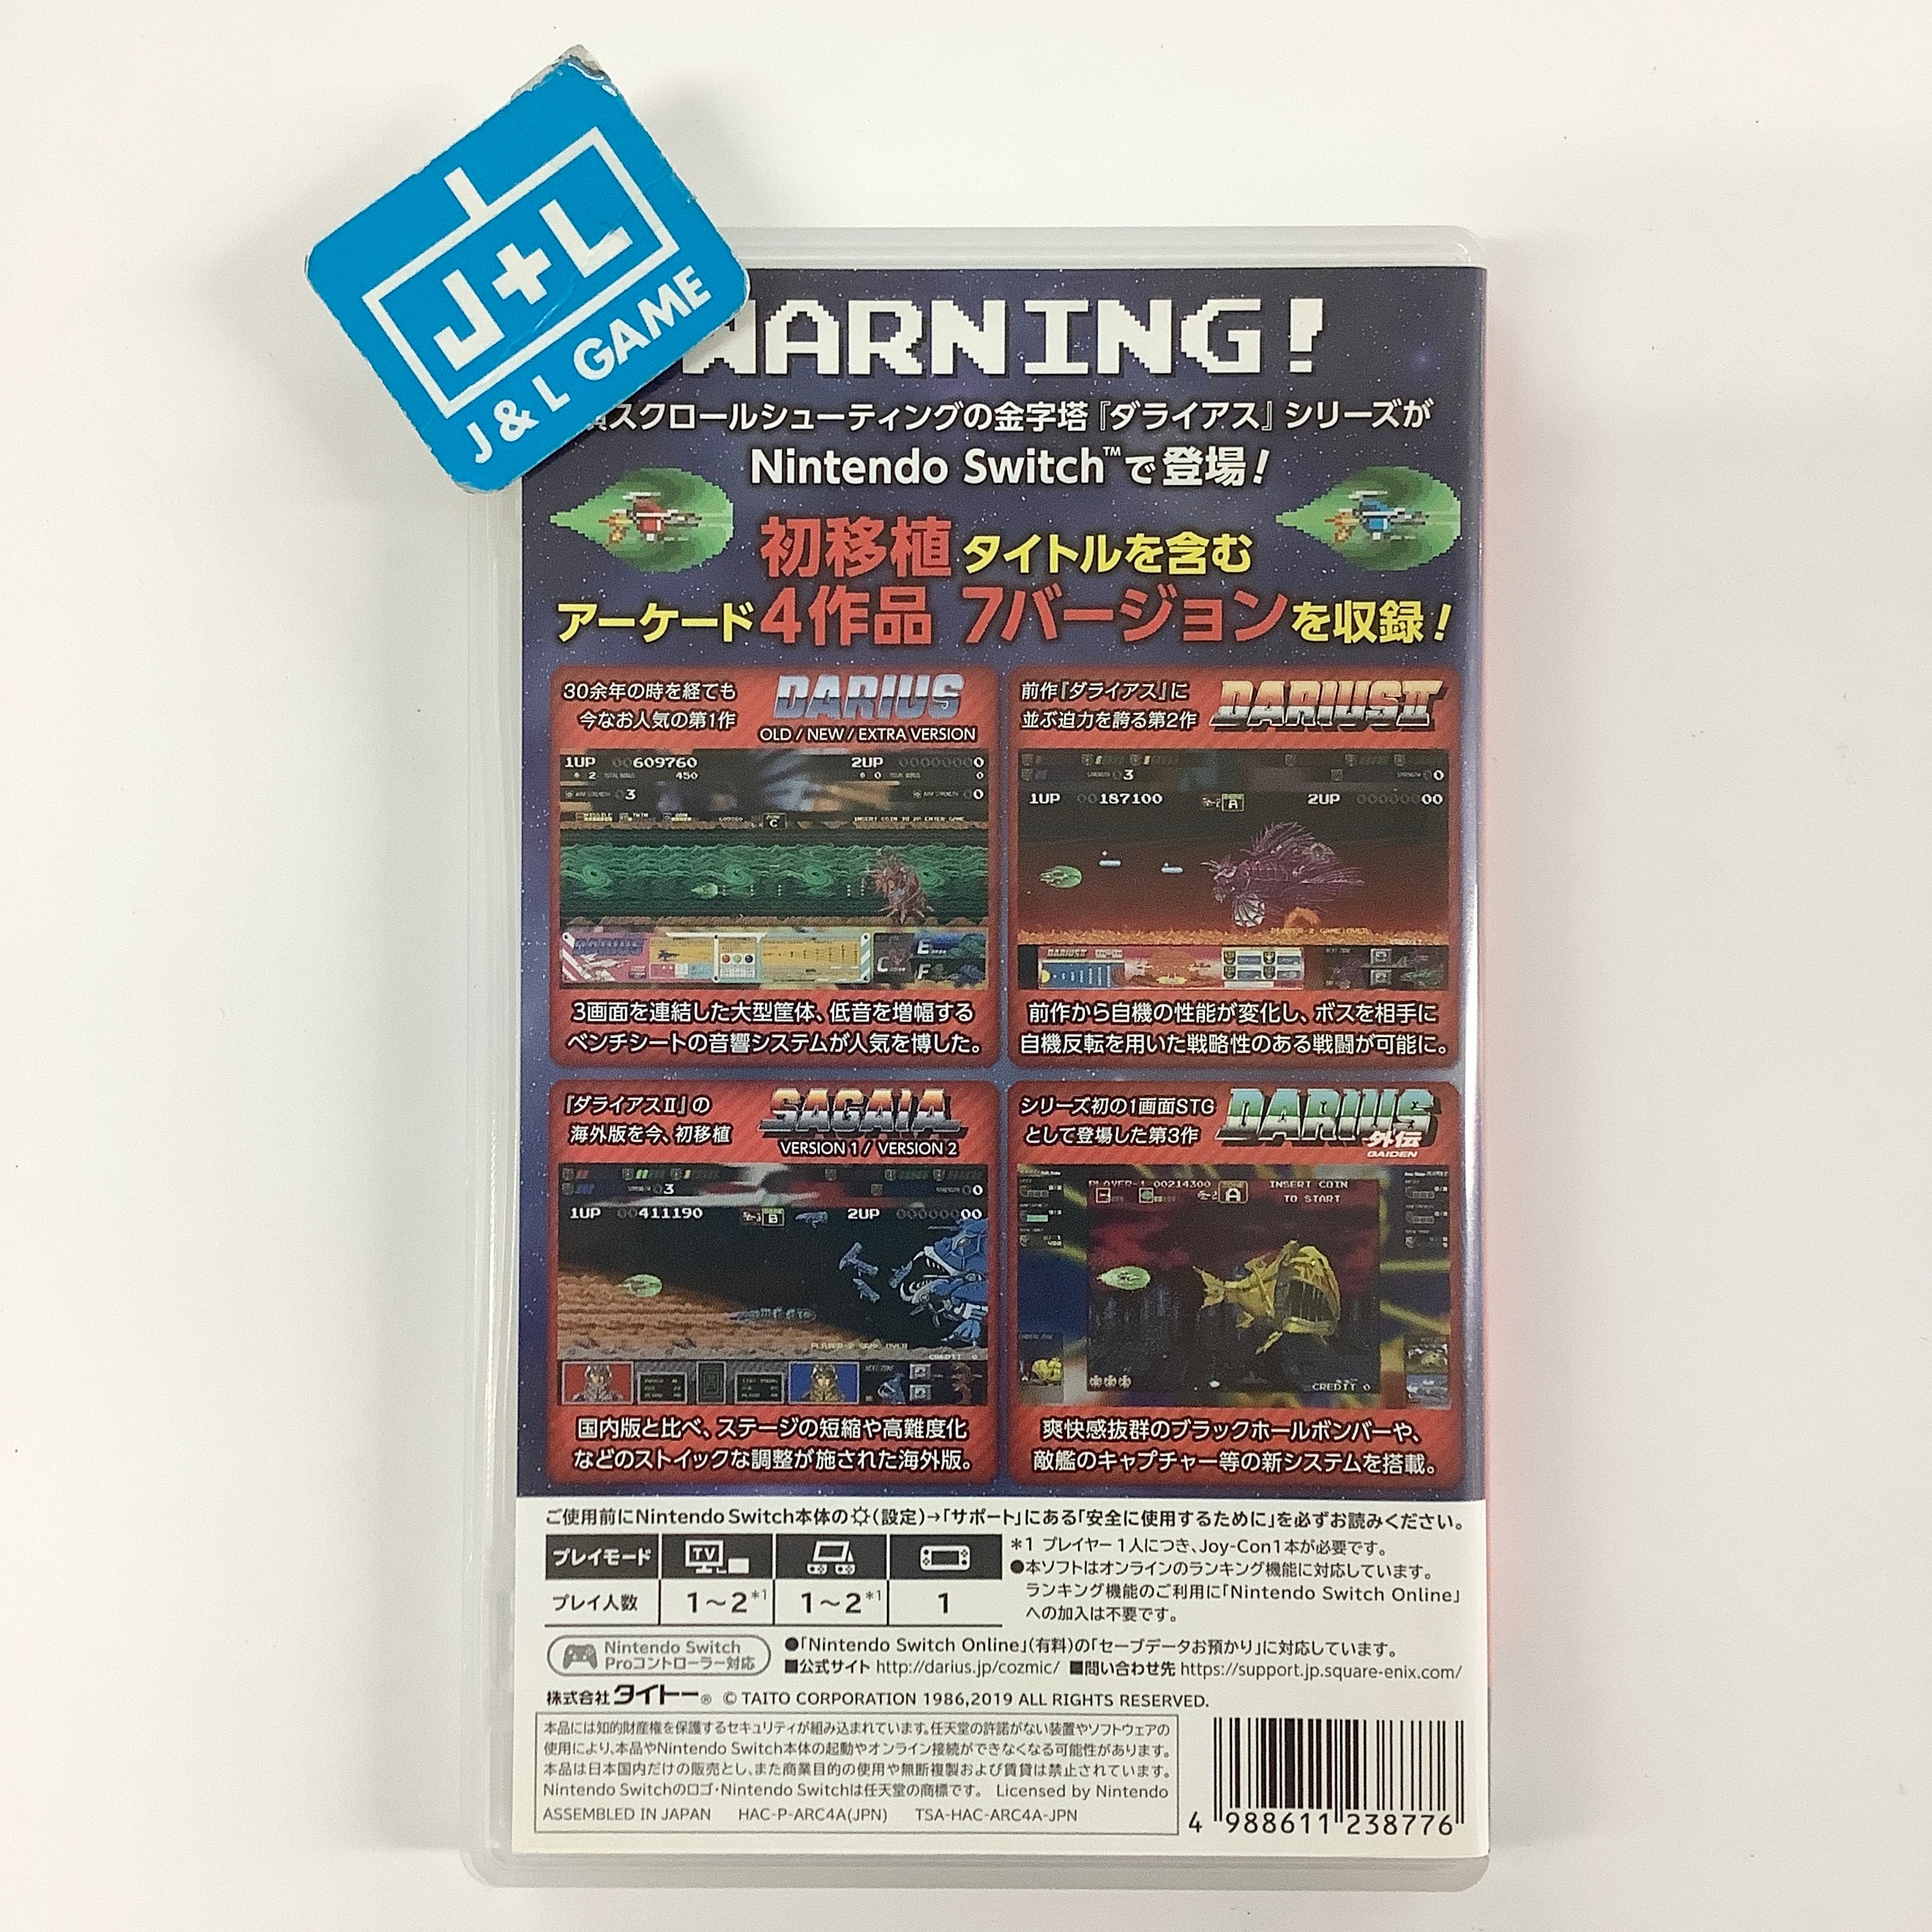 J+L
J & L GAME
WARNING!
スクロールシューティングの金字塔『ダライアス』シリーズが
Nintendo Switch™で登場!
初移植タイトルを含む
アーケード4作品 7バージョンを収録!
30余年の時を経ても
今なお人気の第1作
DARIUS
OLD / NEW / EXTRA VERSION
1UP 00609760
2UP 00000000
450
3
INSERT COIN TO 2P ENTER GAME
C
DARIUS
E
C
F
3画面を連結した大型筐体、低音を増幅する
ベンチシートの音響システムが人気を博した。
前作『ダライアス』に
並ぶ迫力を誇る第2作
DARIUSII
3
1UP 00187100
A
2UP 00000000
PLAYER-2 GAME OVER
DARIUSII
前作から自機の性能が変化し、ボスを相手に
自機反転を用いた戦略性のある戦闘が可能に。
『ダライアスⅡ』の
海外版を今、初移植
SAGAIA
VERSION 1 / VERSION 2
3
1UP 00411190
B
2UP 00000000
PLAYER-2 GAME OVER
CREDIT 0
国内版と比べ、ステージの短縮や高難度化
などのストイックな調整が施された海外版。
シリーズ初の1画面STG
として登場した第3作
DARIUS
外伝
GAIDEN
PLAYER-1 00214300
A
INSERT COIN
TO START
CREDIT 0
爽快感抜群のブラックホールボンバーや、
敵艦のキャプチャー等の新システムを搭載。
ご使用前にNintendo Switch本体の(設定)→「サポート」にある「安全に使用するために」を必ずお読みください。
プレイモード
TV
プレイ人数
1～2*1
1～2*1
1
*1 プレイヤー1人につき、Joy-Con1本が必要です。
●本ソフトはオンラインのランキング機能に対応しています。
ランキング機能のご利用に「Nintendo Switch Online」
への加入は不要です。
Nintendo Switch
Proコントローラー対応
●「Nintendo Switch Online」(有料)の「セーブデータお預かり」に対応しています。
■公式サイト http://darius.jp/cozmic/ ■問い合わせ先 https://support.jp.square-enix.com/
株式会社タイトー® © TAITO CORPORATION 1986,2019 ALL RIGHTS RESERVED.
本品には知的財産権を保護するセキュリティが組み込まれています。任天堂の許諾がない装置やソフトウェアの
使用により、本品やNintendo Switch本体の起動やオンライン接続ができなくなる可能性があります。
本品は日本国内だけの販売とし、また商業目的の使用や無断複製および賃貸は禁止されています。
Nintendo Switchのロゴ・Nintendo Switchは任天堂の商標です。 Licensed by Nintendo
ASSEMBLED IN JAPAN HAC-P-ARC4A(JPN) TSA-HAC-ARC4A-JPN
4 988611 238776